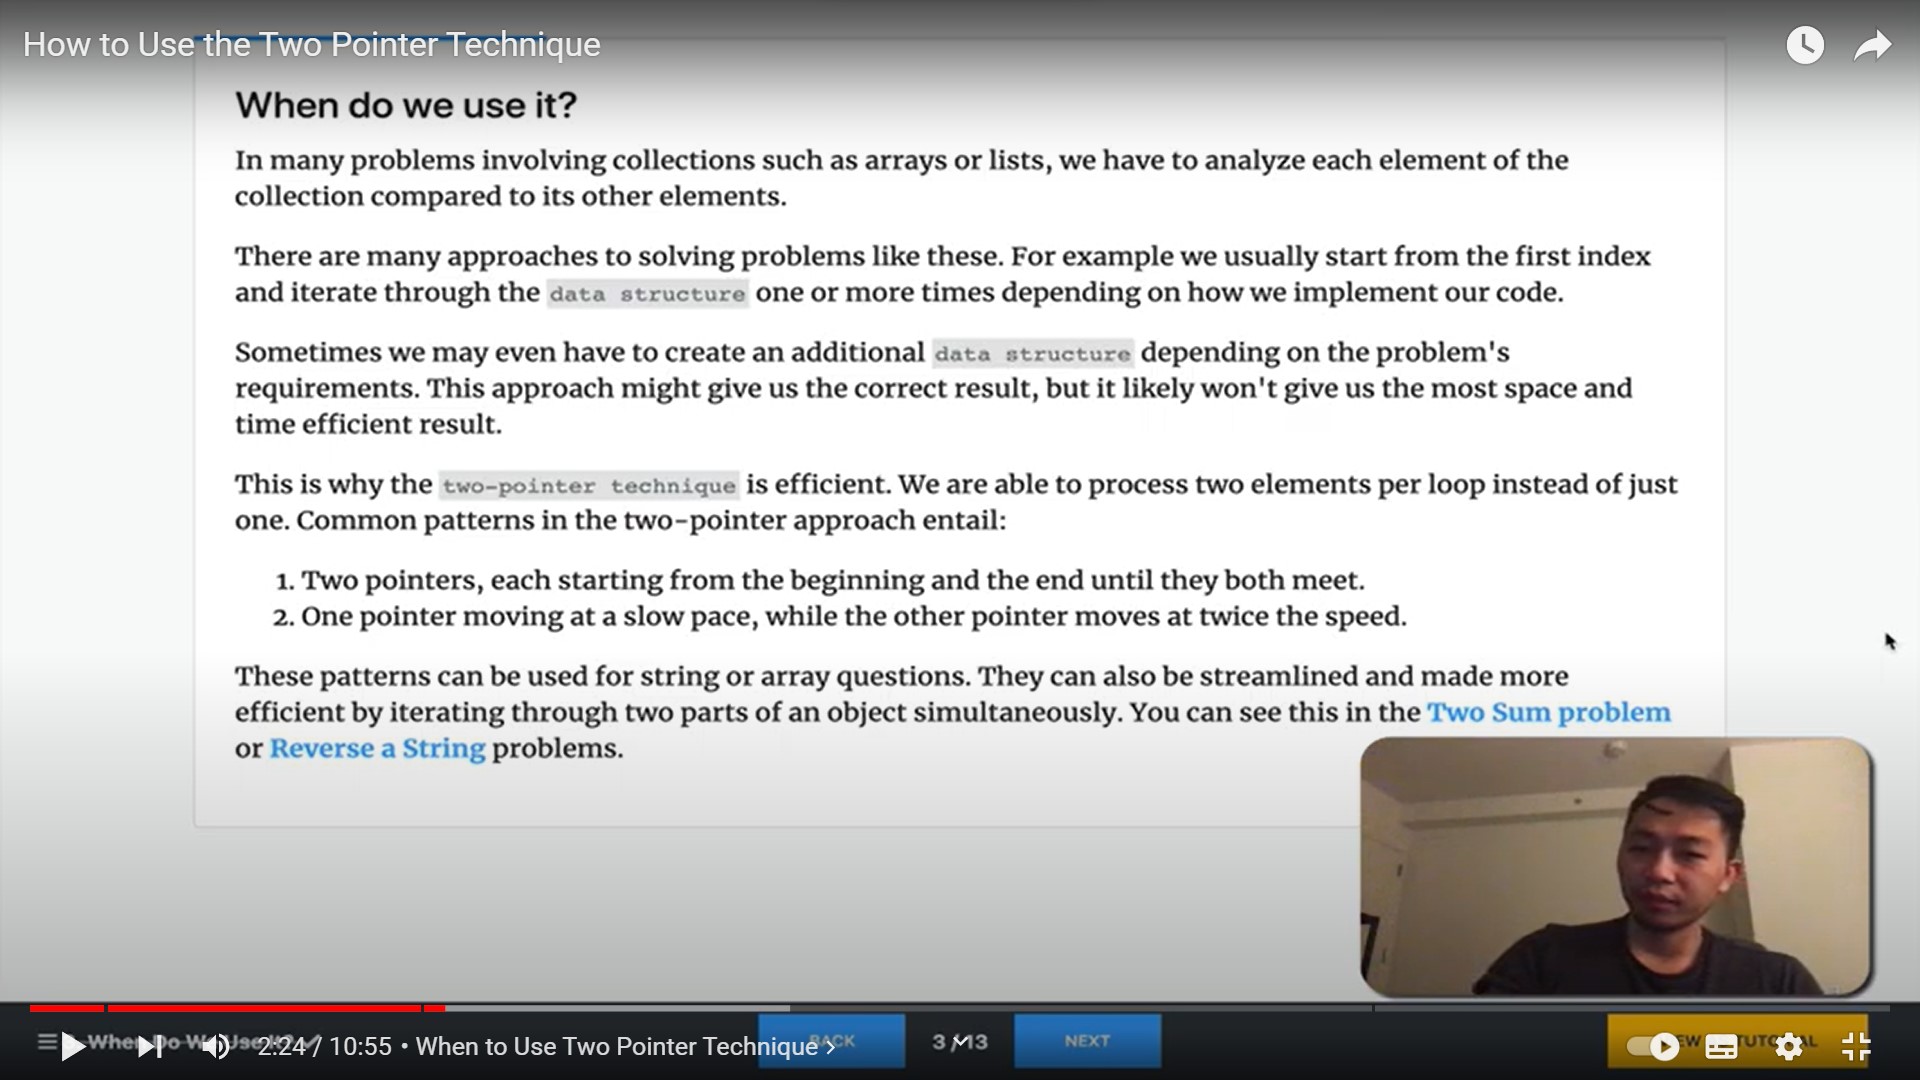 How to Use the Two Pointer Technique
When do we use it?
In many problems involving collections such as arrays or lists, we have to analyze each element of the
collection compared to its other elements.
There are many approaches to solving problems like these. For example we usually start from the first index
and iterate through the data structure one or more times depending on how we implement our code.
Sometimes we may even have to create an additional data structure depending on the problem's
requirements. This approach might give us the correct result, but it likely won't give us the most space and
time efficient result.
This is why the two-pointer technique is efficient. We are able to process two elements per loop instead of just
one. Common patterns in the two-pointer approach entail:
1. Two pointers, each starting from the beginning and the end until they both meet.
2. One pointer moving at a slow pace, while the other pointer moves at twice the speed.
These patterns can be used for string or array questions. They can also be streamlined and made more
efficient by iterating through two parts of an object simultaneously. You can see this in the Two Sum problem
or Reverse a String problems.
2:24 / 10:55 • When to Use Two Pointer Technique
BACK
3 / 13
NEXT